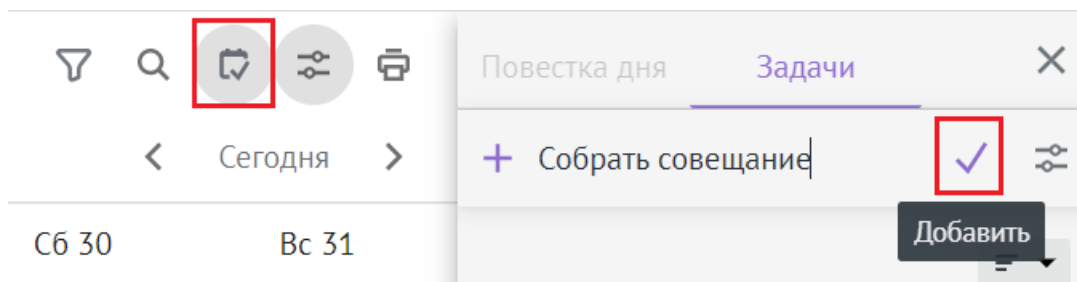 Повестка дня Задачи
Сегодня
Собрать совещание
Добавить
Сб 30 Вс 31